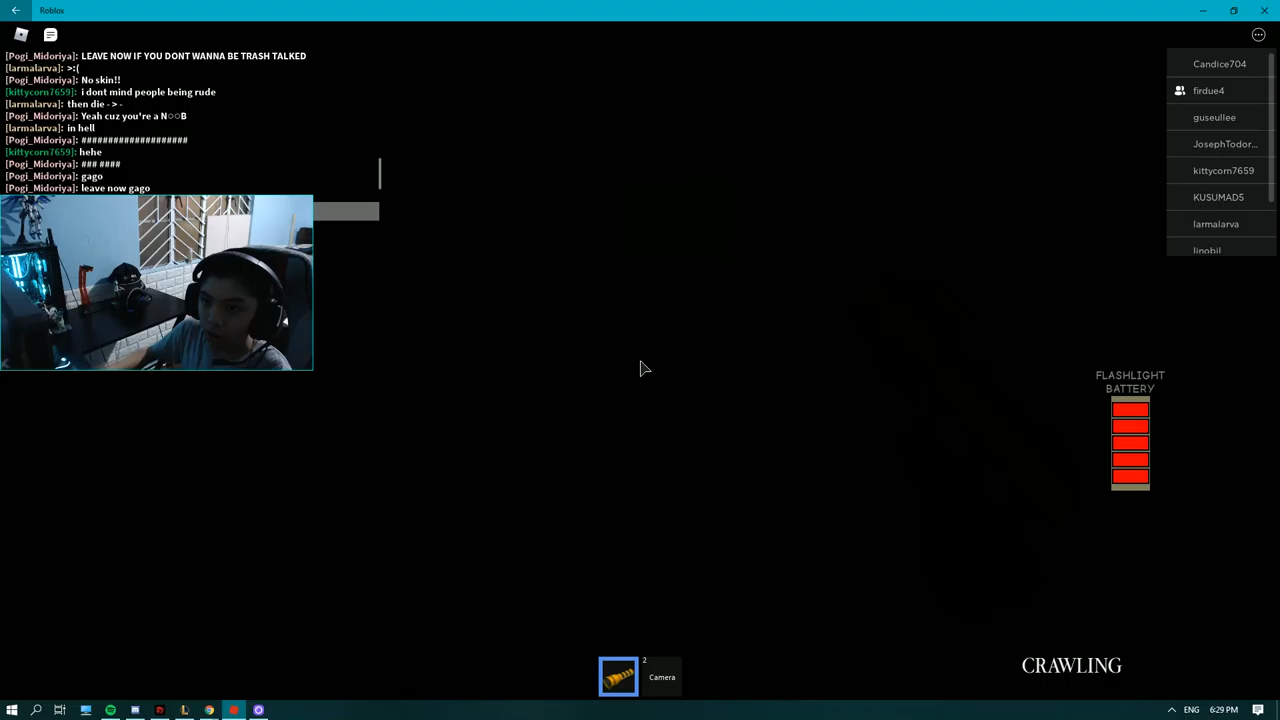 Roblox
[Pogi_Midoriya]: LEAVE NOW IF YOU DONT WANNA BE TRASH TALKED
[larmalarva]: >:(
[Pogi_Midoriya]: No skin!!
[kittycorn7659]: i dont mind people being rude
[larmalarva]: then die - > -
[Pogi_Midoriya]: Yeah cuz you're a N○○B
[larmalarva]: in hell
[Pogi_Midoriya]: ####################
[kittycorn7659]: hehe
[Pogi_Midoriya]: ### ####
[Pogi_Midoriya]: gago
[Pogi_Midoriya]: leave now gago
Candice704
firdue4
guseullee
JosephTodor...
kittycorn7659
KUSUMAD5
larmalarva
linobil
FLASHLIGHT
BATTERY
2
Camera
CRAWLING
ENG
6:29 PM